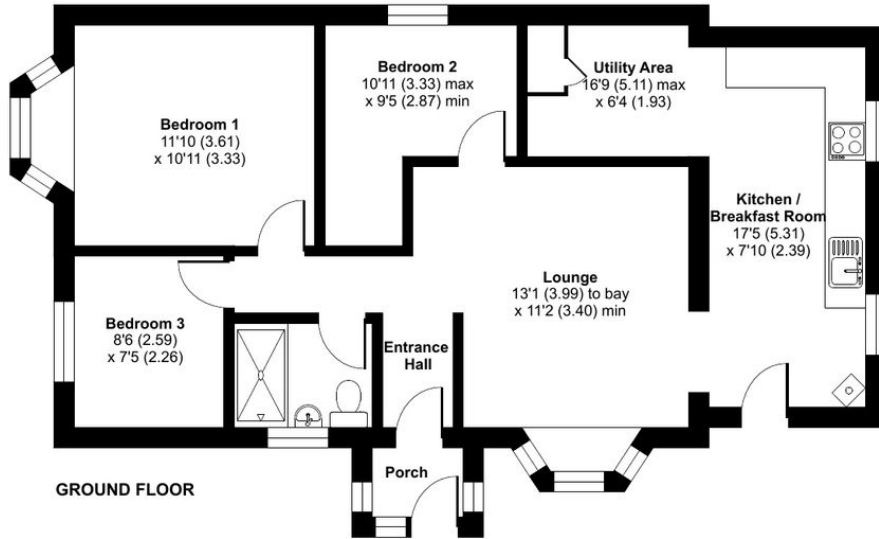 Bedroom 1
11'10 (3.61)
x 10'11 (3.33)
Bedroom 2
10'11 (3.33) max
x 9'5 (2.87) min
Utility Area
16'9 (5.11) max
x 6'4 (1.93)
Kitchen /
Breakfast Room
17'5 (5.31)
x 7'10 (2.39)
Lounge
13'1 (3.99) to bay
x 11'2 (3.40) min
Bedroom 3
8'6 (2.59)
x 7'5 (2.26)
Entrance
Hall
Porch
GROUND FLOOR